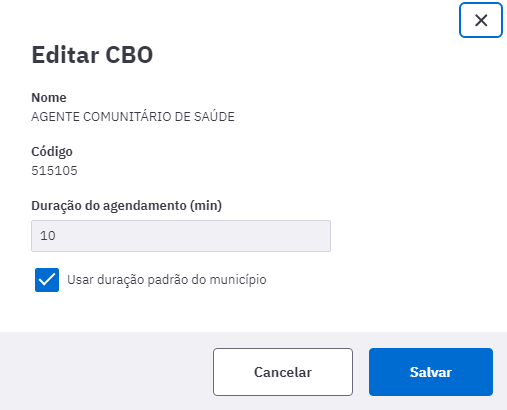 Editar CBO
Nome
AGENTE COMUNITÁRIO DE SAÚDE
Código
515105
Duração do agendamento (min)
10
Usar duração padrão do município
Cancelar
Salvar